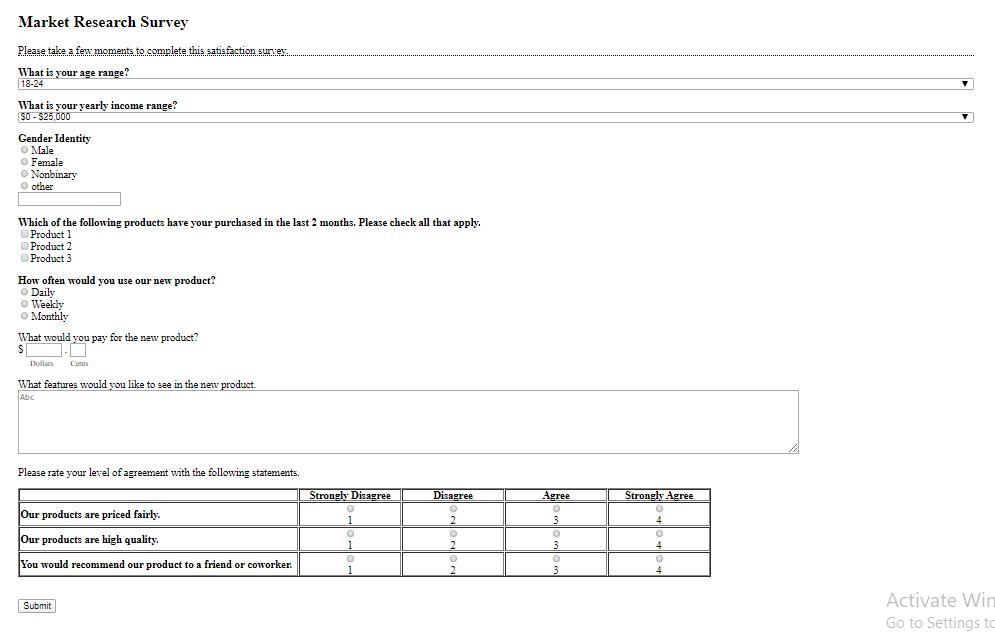 Market Research Survey
Please take a few moments to complete this satisfaction survey.
What is your age range?
18-24
What is your yearly income range?
$0 - $25,000
Gender Identity
Male
Female
Nonbinary
other
Which of the following products have your purchased in the last 2 months. Please check all that apply.
Product 1
Product 2
Product 3
How often would you use our new product?
Daily
Weekly
Monthly
What would you pay for the new product?
$ .
Dollars Cents
What features would you like to see in the new product.
Abc
Please rate your level of agreement with the following statements.
Strongly Disagree Disagree Agree Strongly Agree
Our products are priced fairly.
1 2 3 4
Our products are high quality.
1 2 3 4
You would recommend our product to a friend or coworker.
1 2 3 4
Submit
Activate Win
Go to Settings to